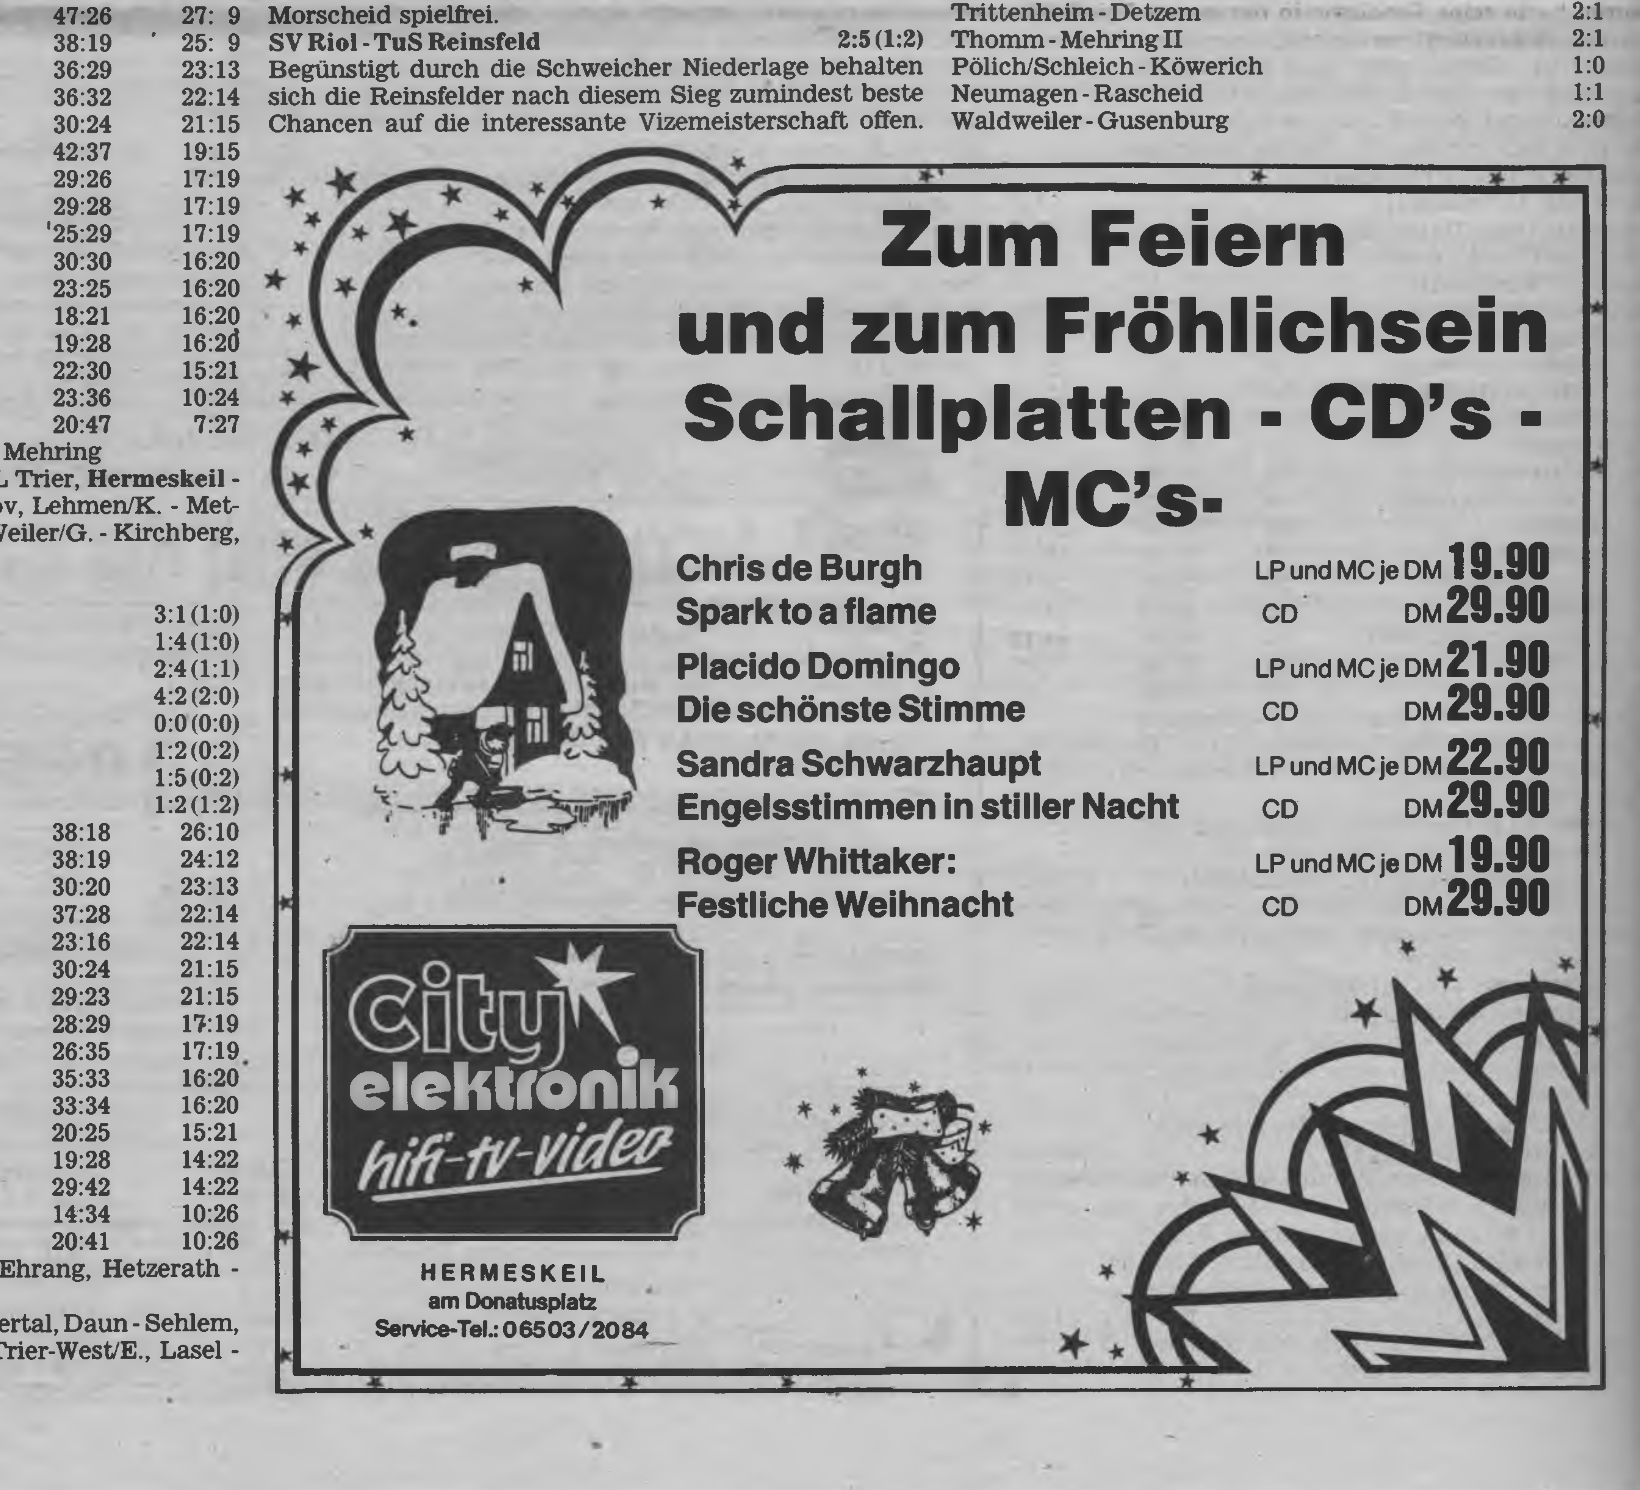 47:26 27: 9
38:19 25: 9
36:29 23:13
36:32 22:14
30:24 21:15
42:37 19:15
29:26 17:19
29:28 17:19
25:29 17:19
30:30 16:20
23:25 16:20
18:21 16:20
19:28 16:20
22:30 15:21
23:36 10:24
20:47 7:27
Mehring
Trier, Hermeskeil -
Lehmen/K. - Met-
Weiler/G. - Kirchberg,
3:1 (1:0)
1:4 (1:0)
2:4 (1:1)
4:2 (2:0)
0:0 (0:0)
1:2 (0:2)
1:5 (0:2)
1:2 (1:2)
38:18 26:10
38:19 24:12
30:20 23:13
37:28 22:14
23:16 22:14
30:24 21:15
29:23 21:15
28:29 17:19
26:35 17:19
35:33 16:20
33:34 16:20
20:25 15:21
19:28 14:22
29:42 14:22
14:34 10:26
20:41 10:26
Ehrang, Hetzerath -
ertal, Daun - Sehlem,
Trier-West/E., Lasel -
Morscheid spielfrei.
SV Riol - TuS Reinsfeld 2:5 (1:2)
Begünstigt durch die Schweicher Niederlage behalten
sich die Reinsfelder nach diesem Sieg zumindest beste
Chancen auf die interessante Vizemeisterschaft offen.
Trittenheim - Detzem 2:1
Thomm - Mehring II 2:1
Pölich/Schleich - Köwerich 1:0
Neumagen - Rascheid 1:1
Waldweiler - Gusenburg 2:0
Zum Feiern
und zum Fröhlichsein
Schallplatten - CD's -
MC's-
Chris de Burgh LP und MC je DM 19.90
Spark to a flame CD DM 29.90
Placido Domingo LP und MC je DM 21.90
Die schönste Stimme CD DM 29.90
Sandra Schwarzhaupt LP und MC je DM 22.90
Engelsstimmen in stiller Nacht CD DM 29.90
Roger Whittaker: LP und MC je DM 19.90
Festliche Weihnacht CD DM 29.90
City
elektronik
hifi-tv-video
HERMESKEIL
am Donatusplatz
Service-Tel.: 06503/2084